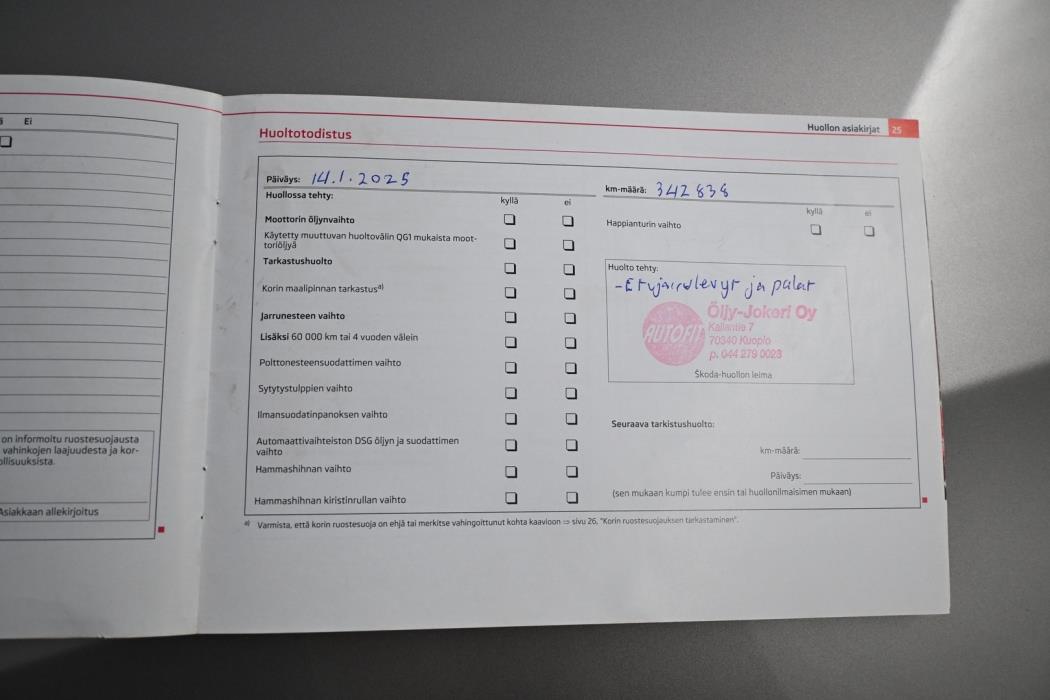 Ei
on informoitu ruostesuojausta
vahinkojen laajuudesta ja kor-
ollisuuksista.
Asiakkaan allekirjoitus
Huollon asiakirjat 25
Huoltotodistus
Päiväys: 14.1.2025
km-määrä: 342838
Huollossa tehty:
kyllä ei
Moottorin öljynvaihto
Käytetty muuttuvan huoltovälin QG1 mukaista moot-
toriöljyä
Tarkastushuolto
Korin maalipinnan tarkastusa)
Jarrunesteen vaihto
Lisäksi 60 000 km tai 4 vuoden välein
Polttonesteensuodattimen vaihto
Sytytystulppien vaihto
Ilmansuodatinpanoksen vaihto
Automaattivaihteiston DSG öljyn ja suodattimen
vaihto
Hammashihnan vaihto
Hammashihnan kiristinrullan vaihto
kyllä ei
Happianturin vaihto
Huolto tehty:
-Etujarrulevyt ja palat
AUTOFIT
Öljy-Jokeri Oy
Kallantie 7
70340 Kuopio
p. 044 279 0023
Škoda-huollon leima
Seuraava tarkistushuolto:
km-määrä:
Päiväys:
(sen mukaan kumpi tulee ensin tai huollonilmaisimen mukaan)
a) Varmista, että korin ruostesuoja on ehjä tai merkitse vahingoittunut kohta kaavioon ⇒ sivu 26, "Korin ruostesuojauksen tarkastaminen".